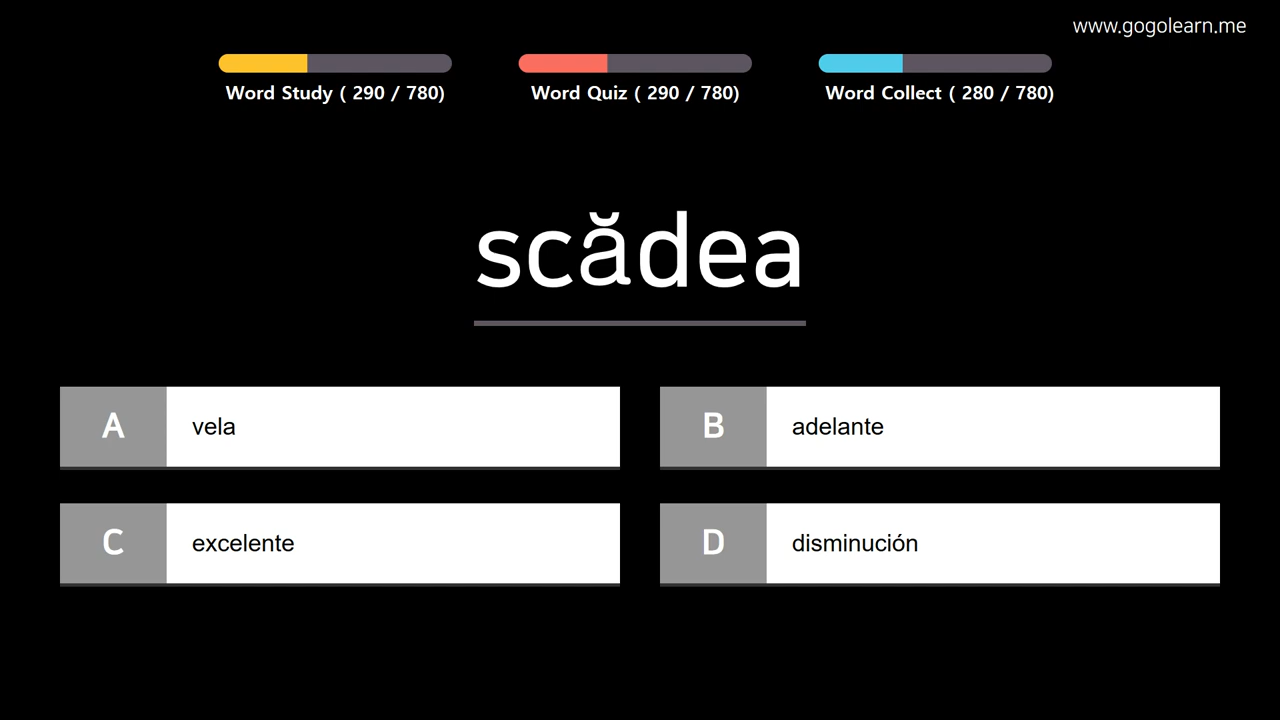 www.gogolearn.me
Word Study ( 290 / 780)
Word Quiz ( 290 / 780)
Word Collect ( 280 / 780)
scădea
A vela
B adelante
C excelente
D disminución